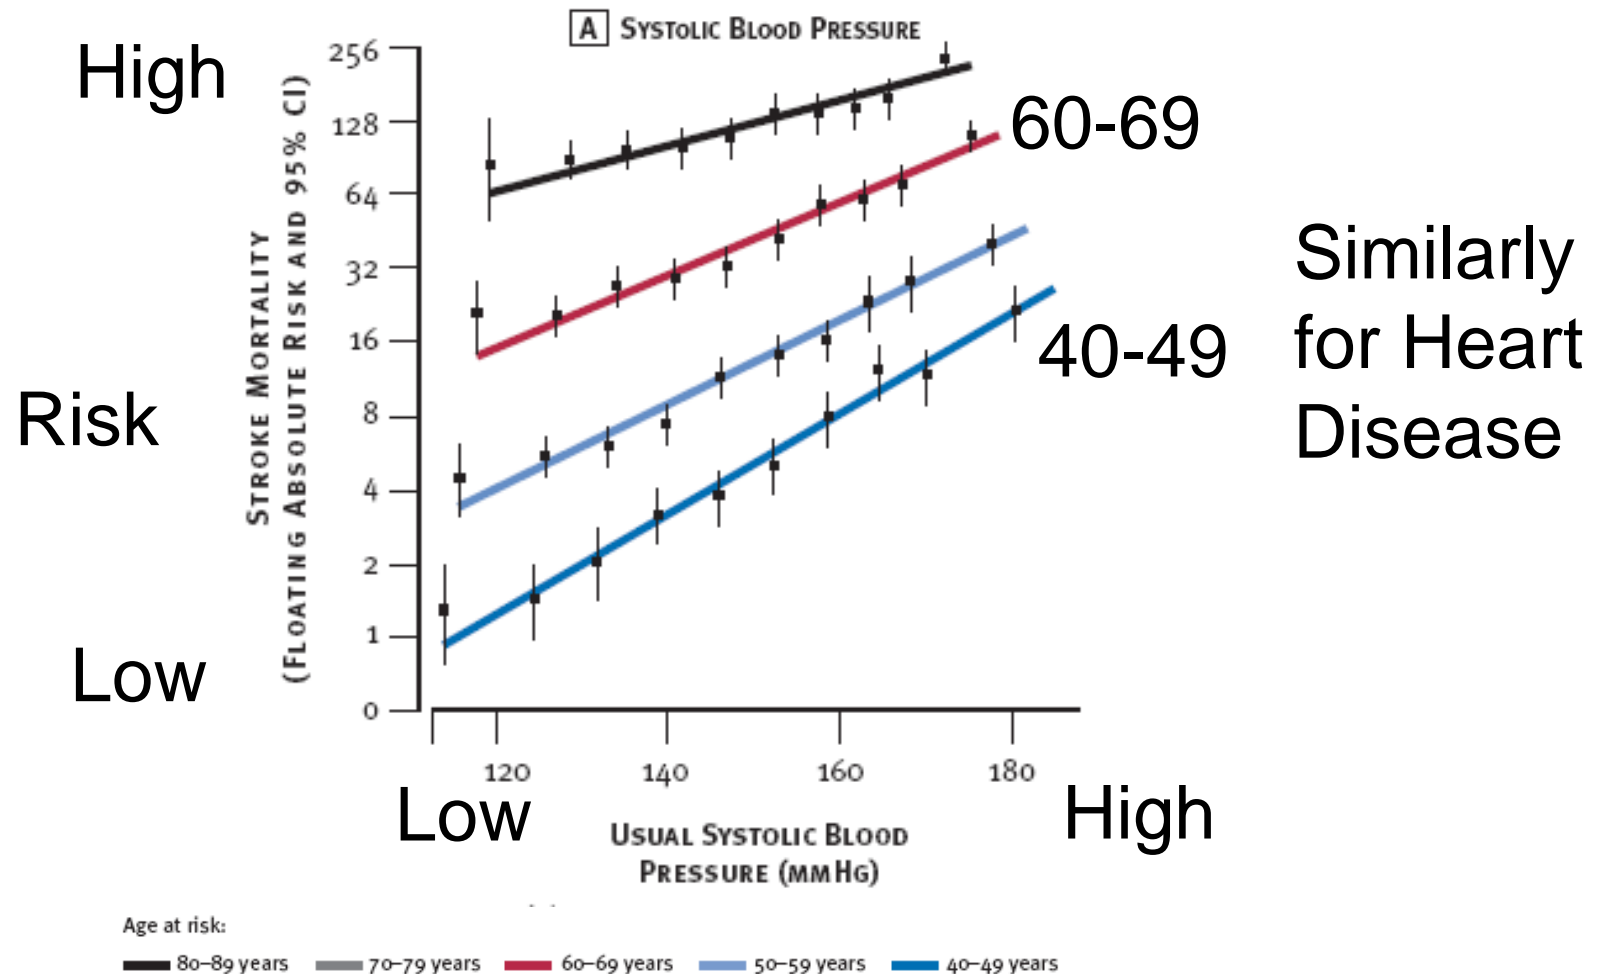 A SYSTOLIC BLOOD PRESSURE
High
Risk
Low
STROKE MORTALITY
(FLOATING ABSOLUTE RISK AND 95% CI)
256
128
64
32
16
8
4
2
1
0
60-69
40-49
Similarly
for Heart
Disease
120 140 160 180
Low
High
USUAL SYSTOLIC BLOOD
PRESSURE (MMHG)
Age at risk:
80–89 years 70–79 years 60–69 years 50–59 years 40–49 years